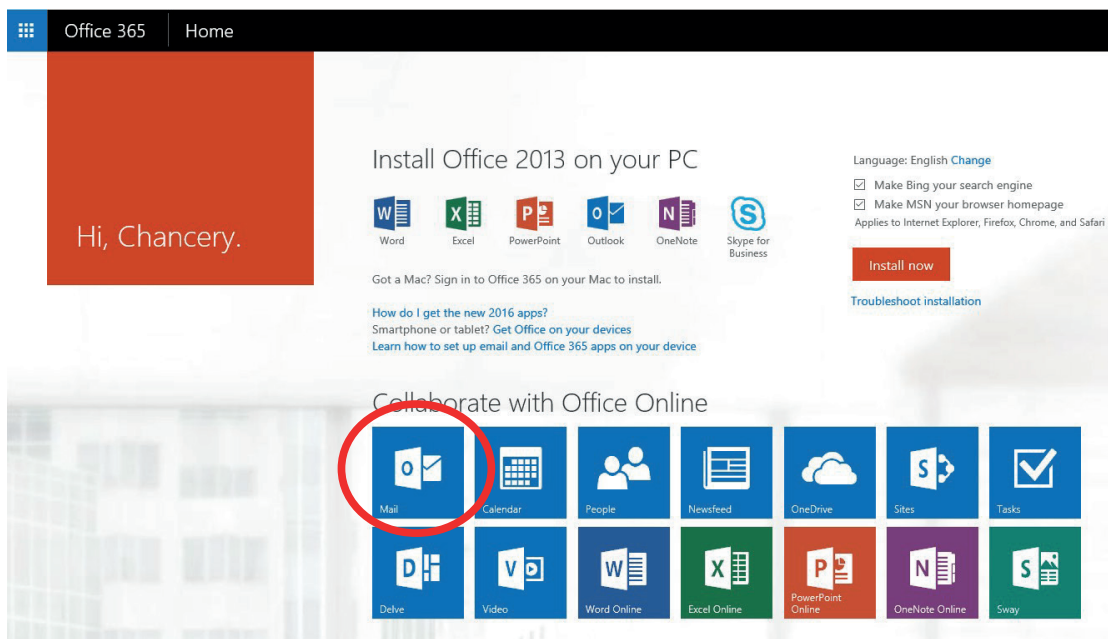 Office 365
Home
Hi, Chancery.
Install Office 2013 on your PC
Word
Excel
PowerPoint
Outlook
OneNote
Skype for
Business
Got a Mac? Sign in to Office 365 on your Mac to install.
How do I get the new 2016 apps?
Smartphone or tablet? Get Office on your devices
Learn how to set up email and Office 365 apps on your device
Language: English Change
Make Bing your search engine
Make MSN your browser homepage
Applies to Internet Explorer, Firefox, Chrome, and Safari
Install now
Troubleshoot installation
Collaborate with Office Online
Mail
Calendar
People
Newsfeed
OneDrive
Sites
Tasks
Delve
Video
Word Online
Excel Online
PowerPoint
Online
OneNote Online
Sway